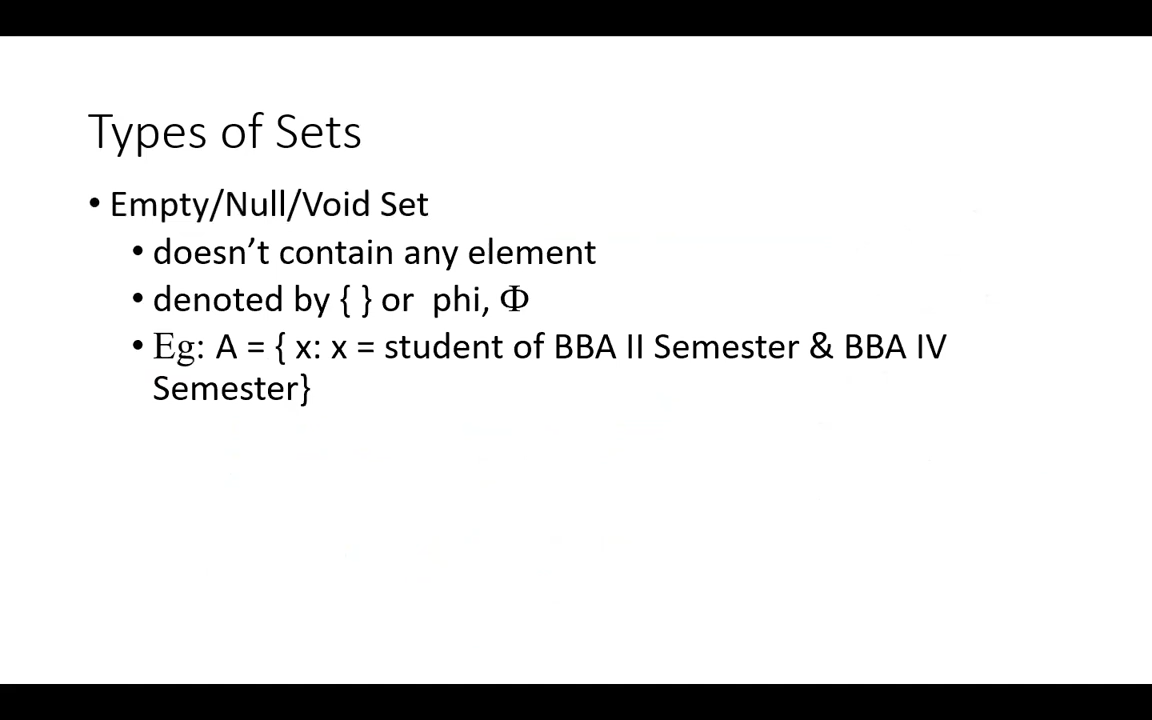 Types of Sets
• Empty/Null/Void Set
• doesn’t contain any element
• denoted by { } or  phi, Φ
• Eg: A = { x: x = student of BBA II Semester & BBA IV
Semester}